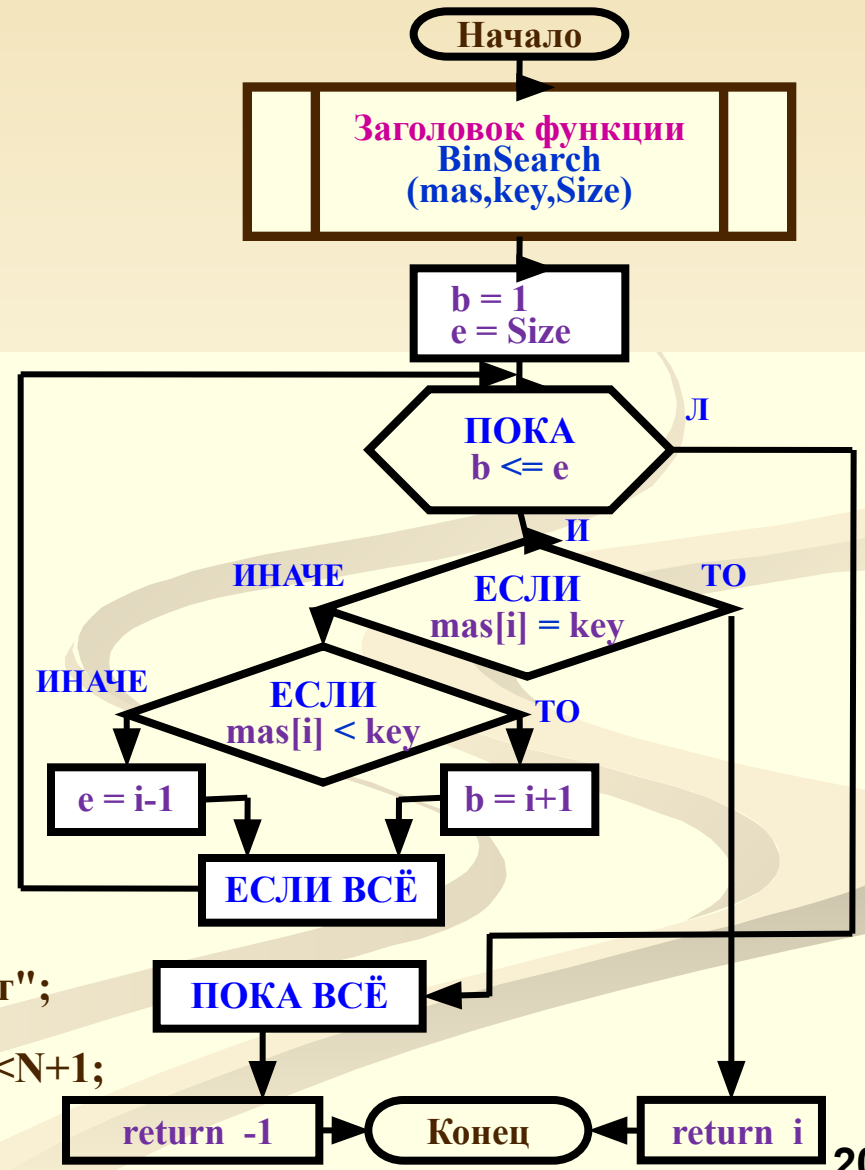 Начало
Заголовок функции
BinSearch
(mas,key,Size)
b = 1
e = Size
ПОКА
b <= e
Л
И
ИНАЧЕ
ЕСЛИ
mas[i] = key
ТО
ИНАЧЕ
ЕСЛИ
mas[i] < key
ТО
e = i-1
b = i+1
ЕСЛИ ВСЁ
";
ПОКА ВСЁ
<N+1;
return -1
Конец
return i